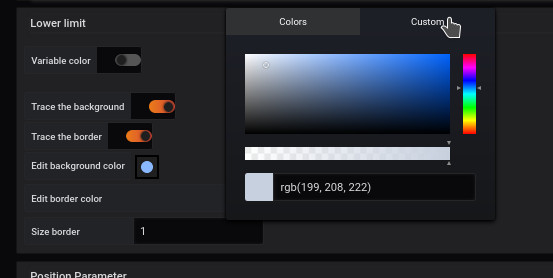 Lower limit
Colors
Custom
Variable color
Trace the background
Trace the border
Edit background color
rgb(199, 208, 222)
Edit border color
Size border
1
Position Parameter